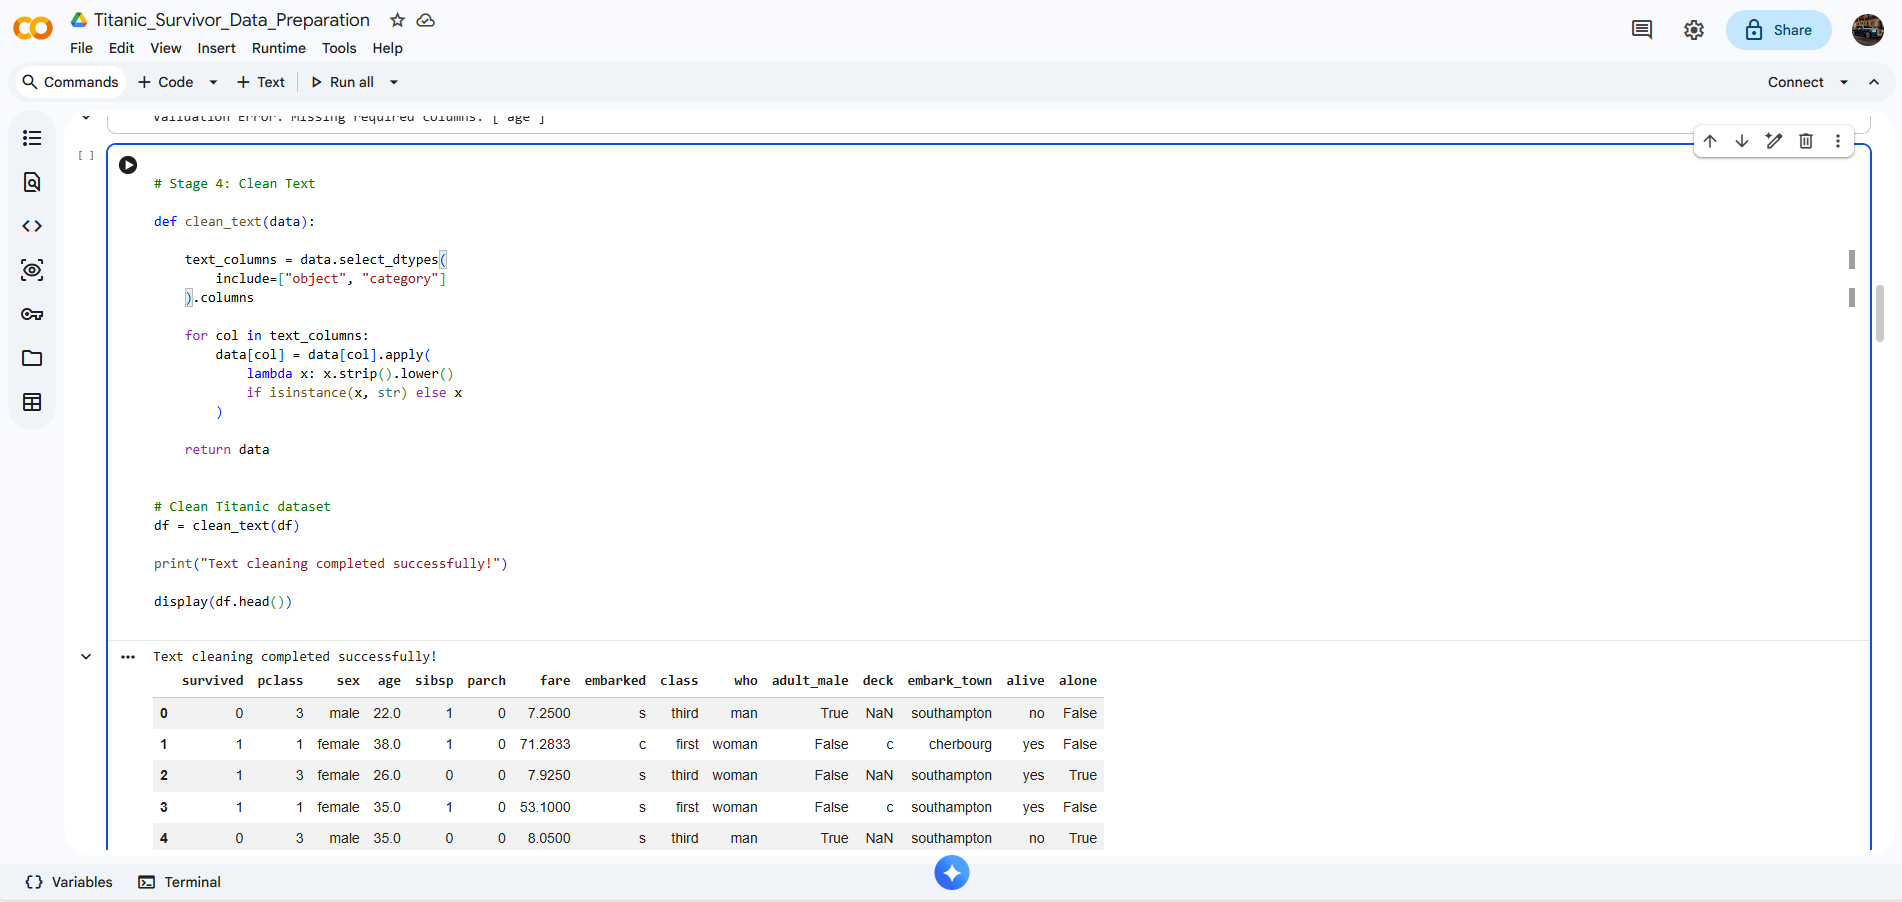 Titanic_Survivor_Data_Preparation
File Edit View Insert Runtime Tools Help
Share
Commands + Code + Text Run all
Connect
Validation Error: Missing required columns: ['age']
[ ]
# Stage 4: Clean Text
def clean_text(data):
text_columns = data.select_dtypes(
include=["object", "category"]
).columns
for col in text_columns:
data[col] = data[col].apply(
lambda x: x.strip().lower()
if isinstance(x, str) else x
)
return data
# Clean Titanic dataset
df = clean_text(df)
print("Text cleaning completed successfully!")
display(df.head())
Text cleaning completed successfully!
survived pclass sex age sibsp parch fare embarked class who adult_male deck embark_town alive alone
0 0 3 male 22.0 1 0 7.2500 s third man True NaN southampton no False
1 1 1 female 38.0 1 0 71.2833 c first woman False c cherbourg yes False
2 1 3 female 26.0 0 0 7.9250 s third woman False NaN southampton yes True
3 1 1 female 35.0 1 0 53.1000 s first woman False c southampton yes False
4 0 3 male 35.0 0 0 8.0500 s third man True NaN southampton no True
Variables Terminal